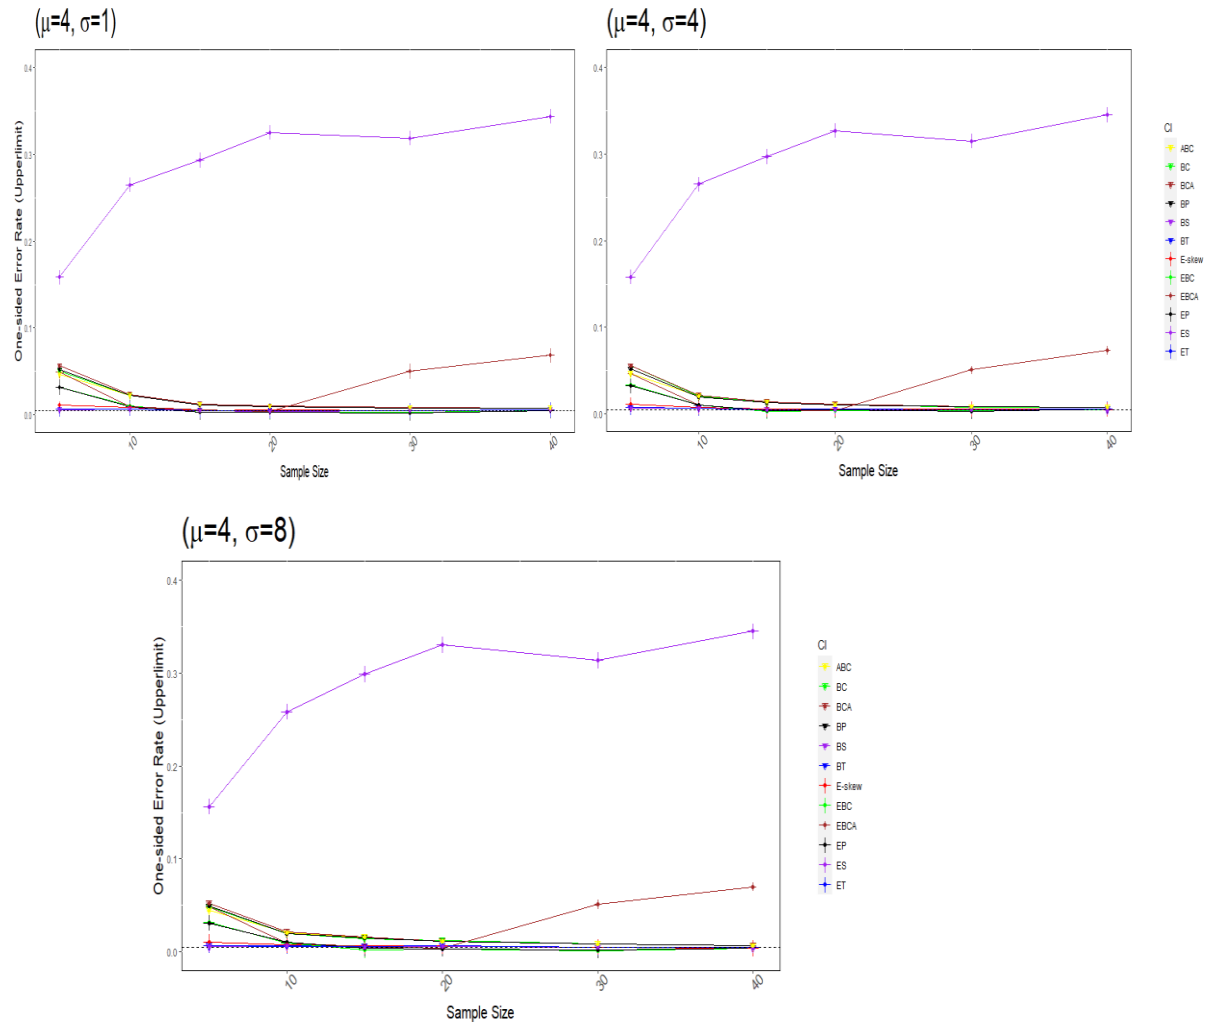 (μ=4, σ=1)
(μ=4, σ=4)
One-sided Error Rate (Upperlimit)
0.4
0.3
0.2
0.1
0.0
10
20
30
40
Sample Size
0.4
0.3
0.2
0.1
0.0
10
20
30
40
Sample Size
CI
ABC
BC
BCA
BP
BS
BT
E-skew
EBC
EBCA
EP
ES
ET
(μ=4, σ=8)
One-sided Error Rate (Upperlimit)
0.4
0.3
0.2
0.1
0.0
10
20
30
40
Sample Size
CI
ABC
BC
BCA
BP
BS
BT
E-skew
EBC
EBCA
EP
ES
ET